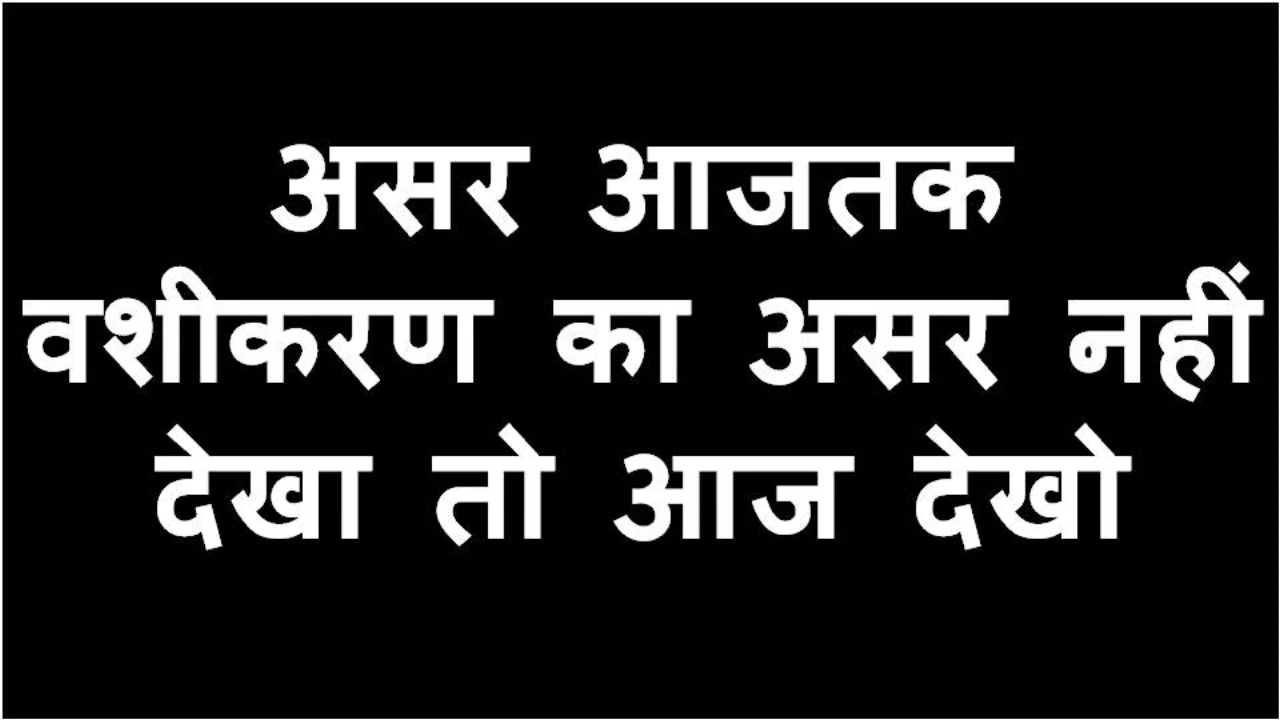 असर आजतक
वशीकरण का असर नहीं
देखा तो आज देखो